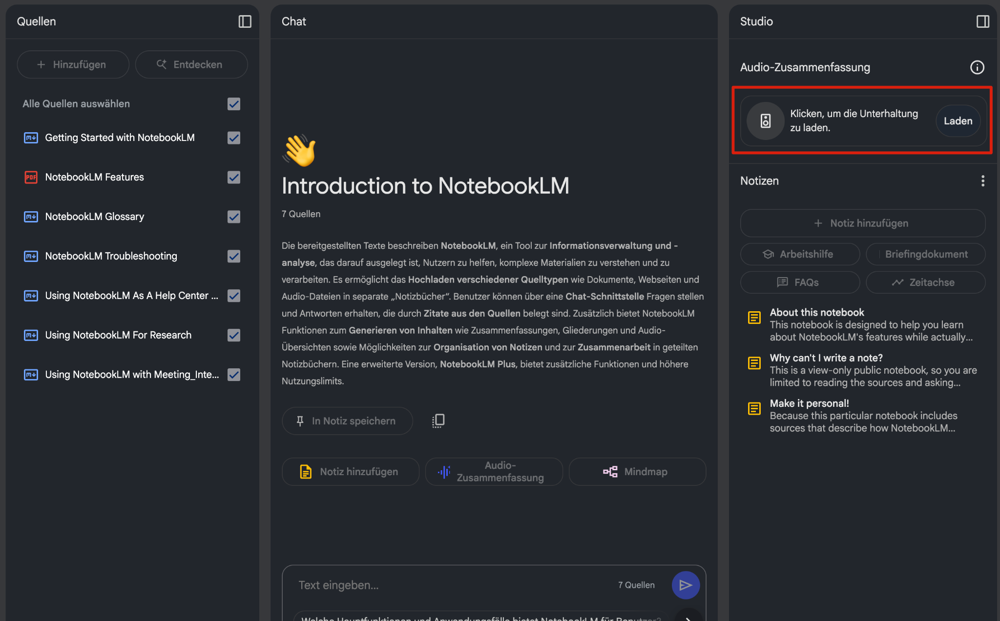 Quellen
Hinzufügen
Entdecken
Alle Quellen auswählen
Getting Started with NotebookLM
PDF
NotebookLM Features
NotebookLM Glossary
NotebookLM Troubleshooting
Using NotebookLM As A Help Center ...
Using NotebookLM For Research
Using NotebookLM with Meeting_Inte...
Chat
Introduction to NotebookLM
7 Quellen
Die bereitgestellten Texte beschreiben NotebookLM, ein Tool zur Informationsverwaltung und -
analyse, das darauf ausgelegt ist, Nutzern zu helfen, komplexe Materialien zu verstehen und zu
verarbeiten. Es ermöglicht das Hochladen verschiedener Quelltypen wie Dokumente, Webseiten und
Audio-Dateien in separate „Notizbücher“. Benutzer können über eine Chat-Schnittstelle Fragen stellen
und Antworten erhalten, die durch Zitate aus den Quellen belegt sind. Zusätzlich bietet NotebookLM
Funktionen zum Generieren von Inhalten wie Zusammenfassungen, Gliederungen und Audio-
Übersichten sowie Möglichkeiten zur Organisation von Notizen und zur Zusammenarbeit in geteilten
Notizbüchern. Eine erweiterte Version, NotebookLM Plus, bietet zusätzliche Funktionen und höhere
Nutzungslimits.
In Notiz speichern
Notiz hinzufügen
Audio-
Zusammenfassung
Mindmap
Text eingeben...
7 Quellen
Welche Hauptfunktionen und Anwendungsfälle bietet NotebookLM für Benutzer?
Studio
Audio-Zusammenfassung
Klicken, um die Unterhaltung
zu laden.
Laden
Notizen
Notiz hinzufügen
Arbeitshilfe
Briefingdokument
FAQs
Zeitachse
About this notebook
This notebook is designed to help you learn
about NotebookLM's features while actually...
Why can't I write a note?
This is a view-only public notebook, so you are
limited to reading the sources and asking...
Make it personal!
Because this particular notebook includes
sources that describe how NotebookLM...